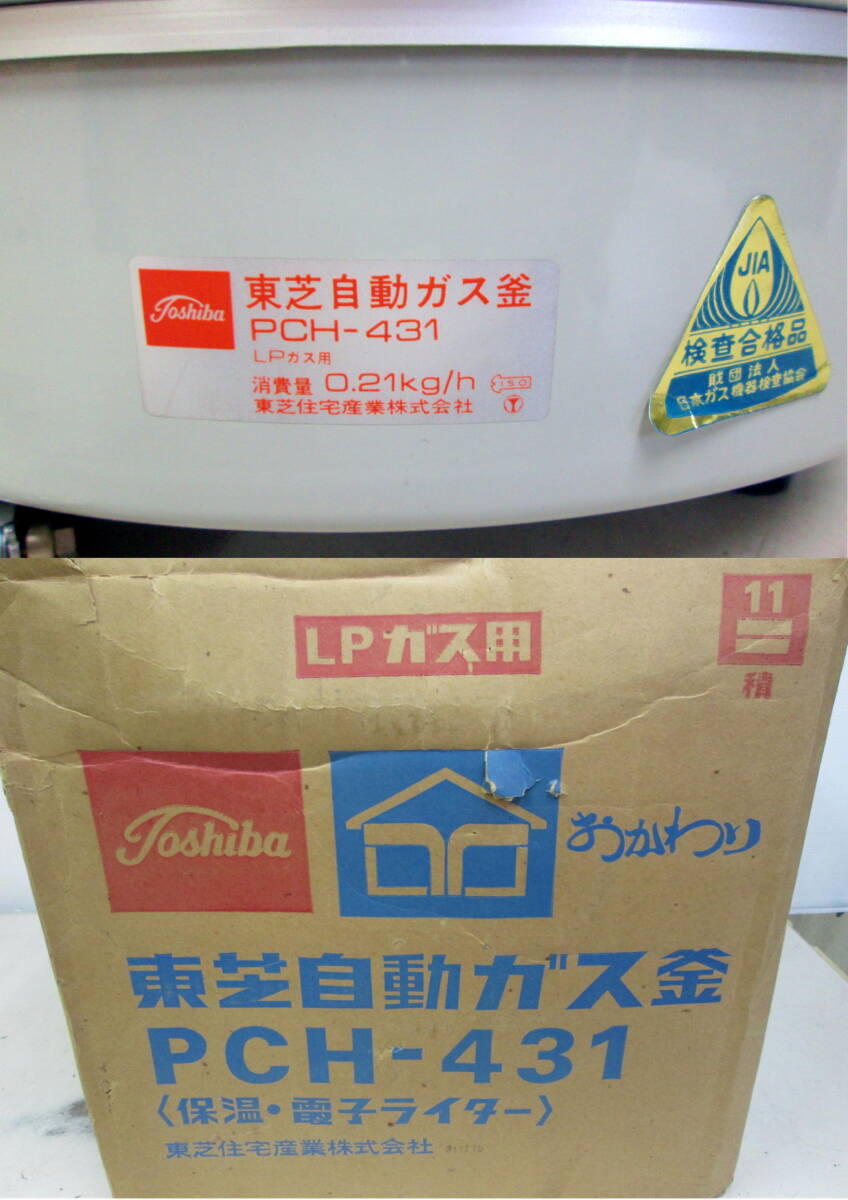 Toshiba
東芝自動ガス釜
PCH-431
LPガス用
消費量 0.21kg/h ISO
東芝住宅産業株式会社
JIA
検査合格品
財団法人
日本ガス機器検査協会
LPガス用
11
積
Toshiba
おかわり
東芝自動ガス釜
PCH-431
〈保温・電子ライター〉
東芝住宅産業株式会社